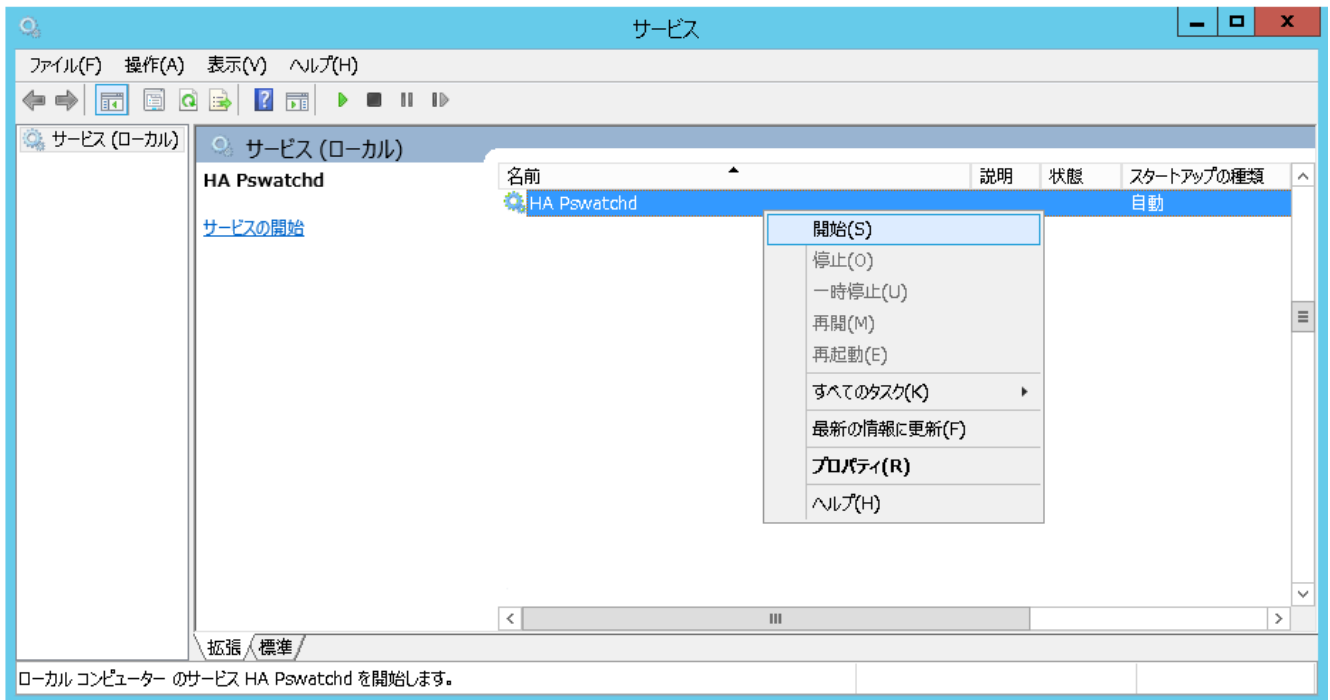 サービス
ファイル(F) 操作(A) 表示(V) ヘルプ(H)
サービス (ローカル)
サービス (ローカル)
HA Pswatchd
サービスの開始
名前 説明 状態 スタートアップの種類
HA Pswatchd 自動
開始(S)
停止(O)
一時停止(U)
再開(M)
再起動(E)
すべてのタスク(K)
最新の情報に更新(F)
プロパティ(R)
ヘルプ(H)
拡張 標準
ローカル コンピューター のサービス HA Pswatchd を開始します。